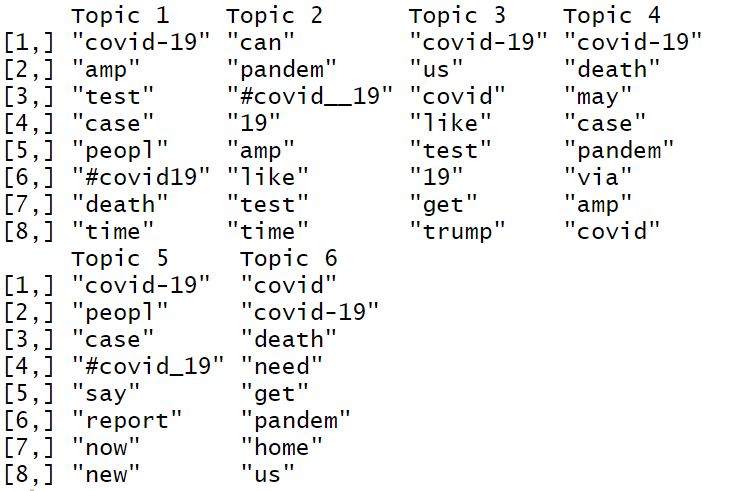 Topic 1    Topic 2      Topic 3    Topic 4
[1,] "covid-19" "can"        "covid-19" "covid-19"
[2,] "amp"      "pandem"     "us"       "death"
[3,] "test"     "#covid__19" "covid"    "may"
[4,] "case"     "19"         "like"     "case"
[5,] "peopl"    "amp"        "test"     "pandem"
[6,] "#covid19" "like"       "19"       "via"
[7,] "death"    "test"       "get"      "amp"
[8,] "time"     "time"       "trump"    "covid"
     Topic 5     Topic 6
[1,] "covid-19"  "covid"
[2,] "peopl"     "covid-19"
[3,] "case"      "death"
[4,] "#covid_19" "need"
[5,] "say"       "get"
[6,] "report"    "pandem"
[7,] "now"       "home"
[8,] "new"       "us"